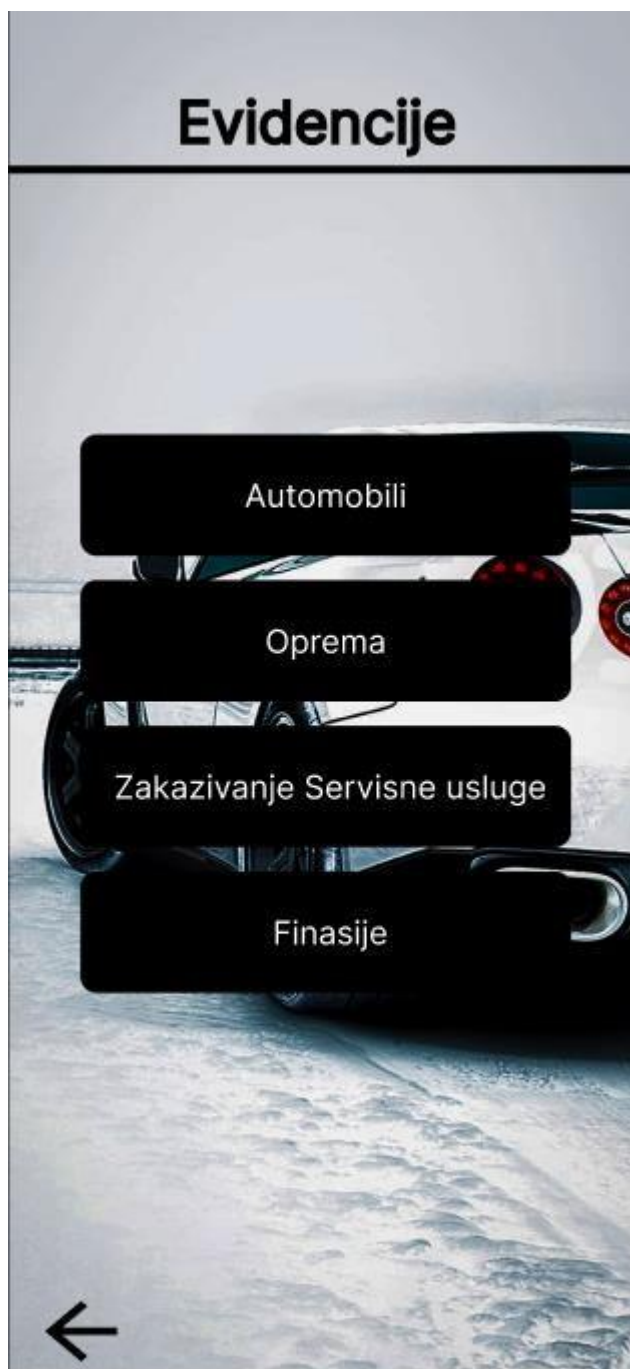 Evidencije
Automobili
Oprema
Zakazivanje Servisne usluge
Finasije